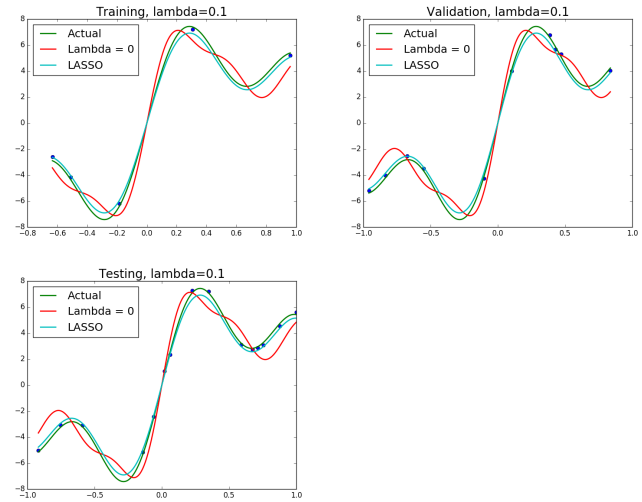 Training, lambda=0.1
8
6
4
2
0
−2
−4
−6
−8
−0.8 −0.6 −0.4 −0.2 0.0 0.2 0.4 0.6 0.8 1.0
Actual
Lambda = 0
LASSO
Validation, lambda=0.1
8
6
4
2
0
−2
−4
−6
−8
−1.0 −0.5 0.0 0.5 1.0
Actual
Lambda = 0
LASSO
Testing, lambda=0.1
8
6
4
2
0
−2
−4
−6
−8
−1.0 −0.5 0.0 0.5 1.0
Actual
Lambda = 0
LASSO